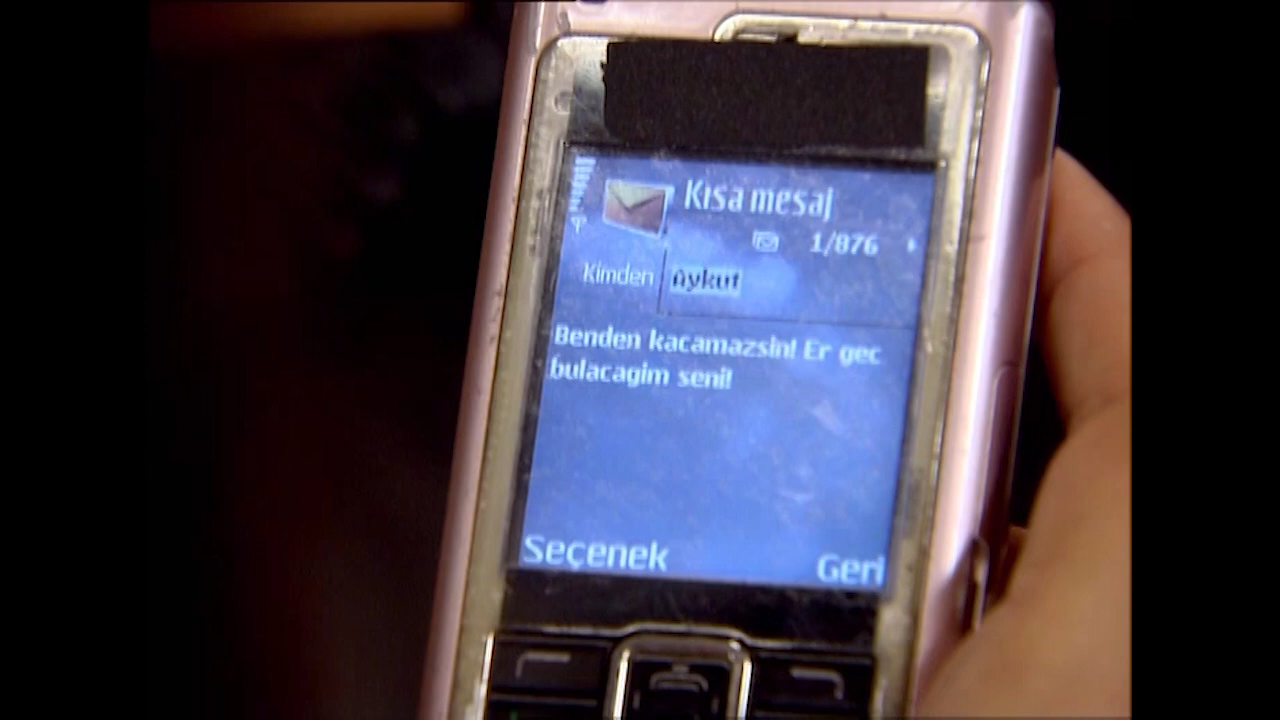 Kısa mesaj
1/876
Kimden Aykut
Benden kacamazsin! Er gec
bulacagim seni!
Seçenek Geri